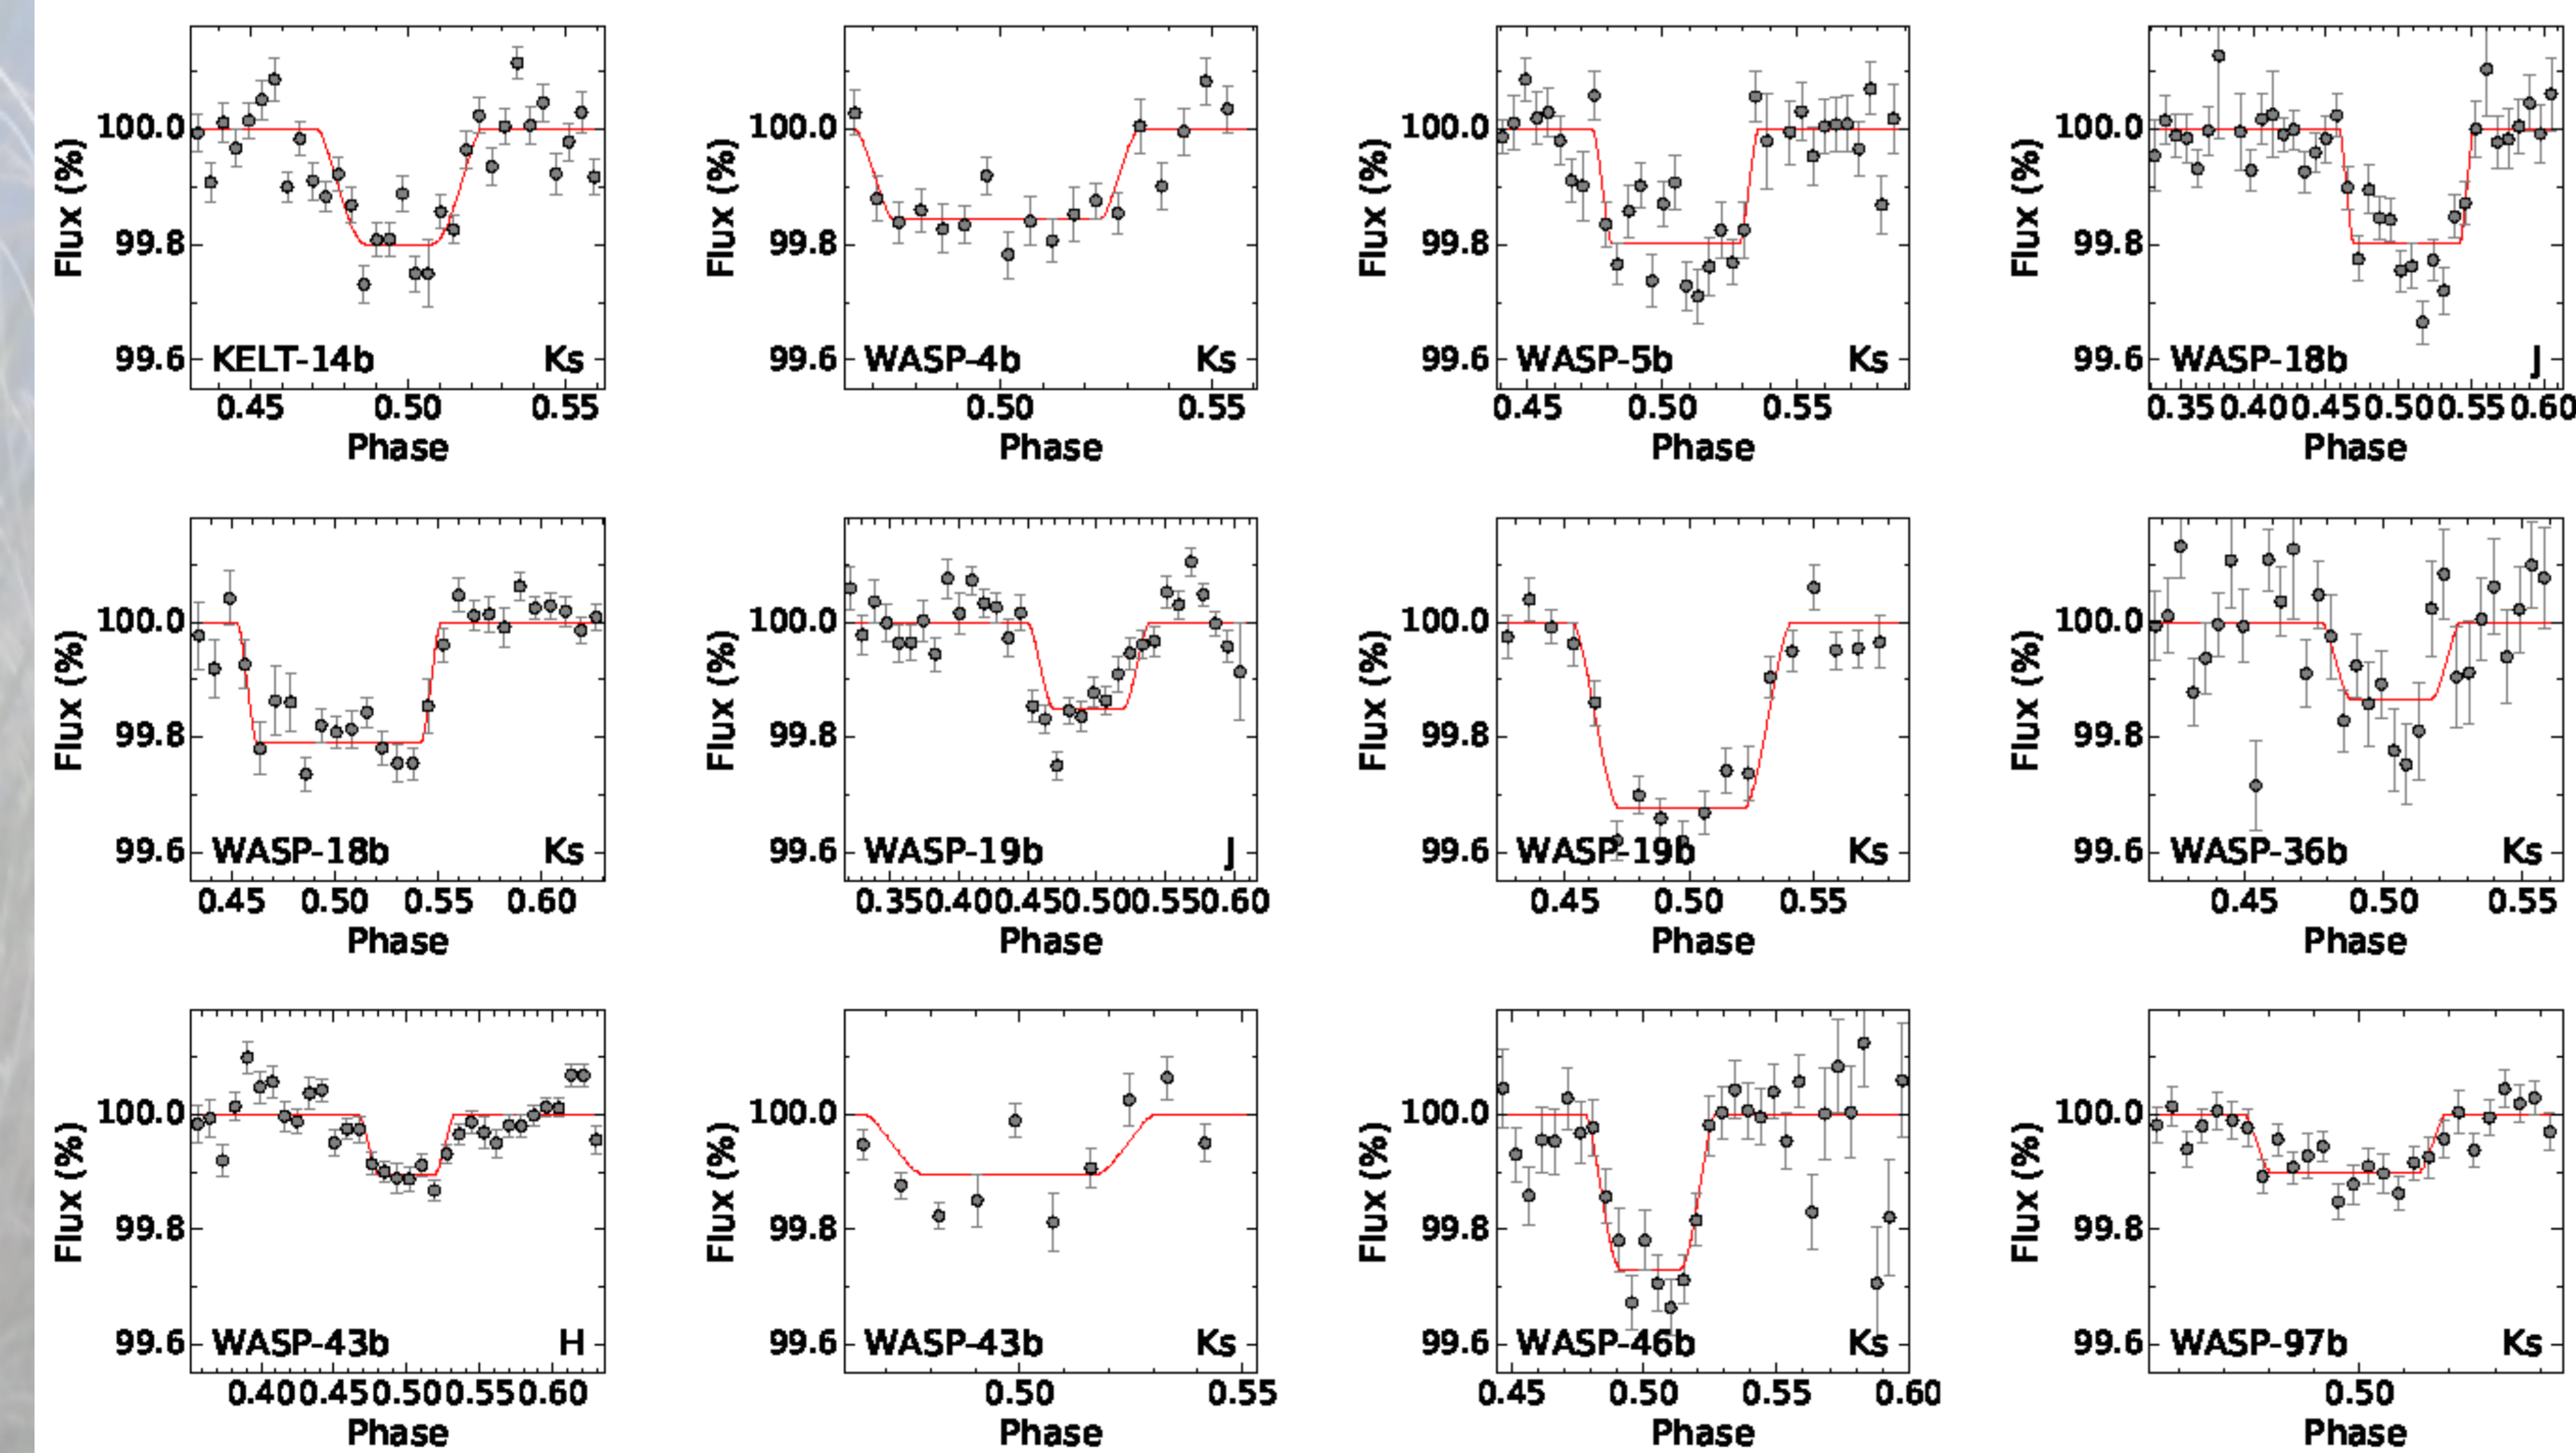 100.0
99.8
99.6
Flux (%)
KELT-14b Ks
0.45 0.50 0.55
Phase
100.0
99.8
99.6
Flux (%)
WASP-4b Ks
0.50 0.55
Phase
100.0
99.8
99.6
Flux (%)
WASP-5b Ks
0.45 0.50 0.55
Phase
100.0
99.8
99.6
Flux (%)
WASP-18b J
0.35 0.40 0.45 0.50 0.55 0.60
Phase
100.0
99.8
99.6
Flux (%)
WASP-18b Ks
0.45 0.50 0.55 0.60
Phase
100.0
99.8
99.6
Flux (%)
WASP-19b J
0.35 0.40 0.45 0.50 0.55 0.60
Phase
100.0
99.8
99.6
Flux (%)
WASP-19b Ks
0.45 0.50 0.55
Phase
100.0
99.8
99.6
Flux (%)
WASP-36b Ks
0.45 0.50 0.55
Phase
100.0
99.8
99.6
Flux (%)
WASP-43b H
0.40 0.45 0.50 0.55 0.60
Phase
100.0
99.8
99.6
Flux (%)
WASP-43b Ks
0.50 0.55
Phase
100.0
99.8
99.6
Flux (%)
WASP-46b Ks
0.45 0.50 0.55 0.60
Phase
100.0
99.8
99.6
Flux (%)
WASP-97b Ks
0.50
Phase